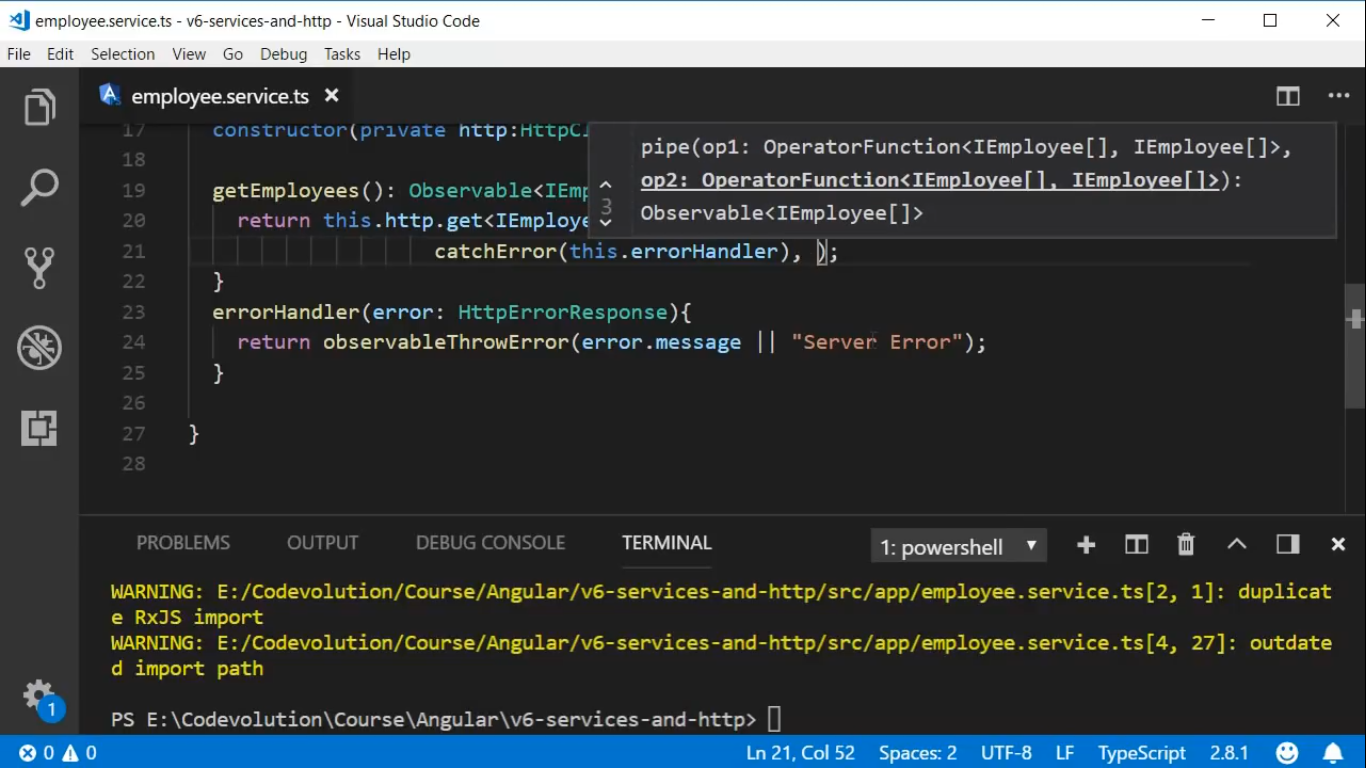 employee.service.ts - v6-services-and-http - Visual Studio Code
File Edit Selection View Go Debug Tasks Help
employee.service.ts
17 constructor(private http:HttpCl
18
19 getEmployees(): Observable<IEmp
20 return this.http.get<IEmploye
21 catchError(this.errorHandler), );
22 }
23 errorHandler(error: HttpErrorResponse){
24 return observableThrowError(error.message || "Server Error");
25 }
26
27 }
28
pipe(op1: OperatorFunction<IEmployee[], IEmployee[]>,
op2: OperatorFunction<IEmployee[], IEmployee[]>):
3
Observable<IEmployee[]>
PROBLEMS OUTPUT DEBUG CONSOLE TERMINAL 1: powershell
WARNING: E:/Codevolution/Course/Angular/v6-services-and-http/src/app/employee.service.ts[2, 1]: duplicat
e RxJS import
WARNING: E:/Codevolution/Course/Angular/v6-services-and-http/src/app/employee.service.ts[4, 27]: outdate
d import path
PS E:\Codevolution\Course\Angular\v6-services-and-http>
1
0 0 Ln 21, Col 52 Spaces: 2 UTF-8 LF TypeScript 2.8.1